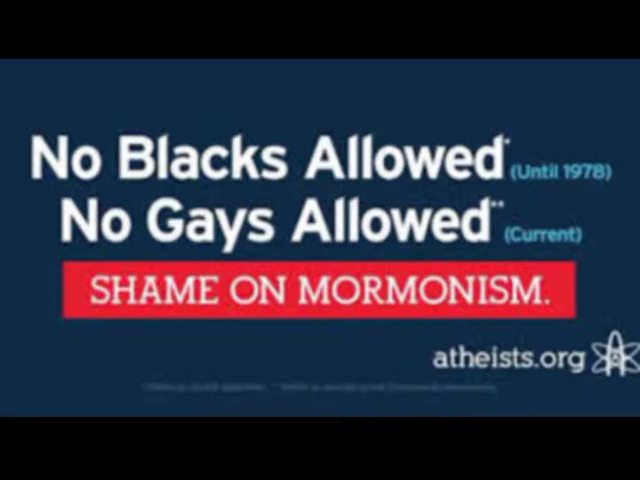 No Blacks Allowed* (Until 1978)
No Gays Allowed** (Current)
SHAME ON MORMONISM.
atheists.org